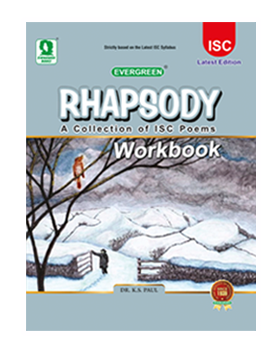 Strictly based on the Latest ISC Syllabus
ISC
Latest Edition
EVERGREEN
RHAPSODY
A Collection of ISC Poems
Workbook
DR. K.S. PAUL